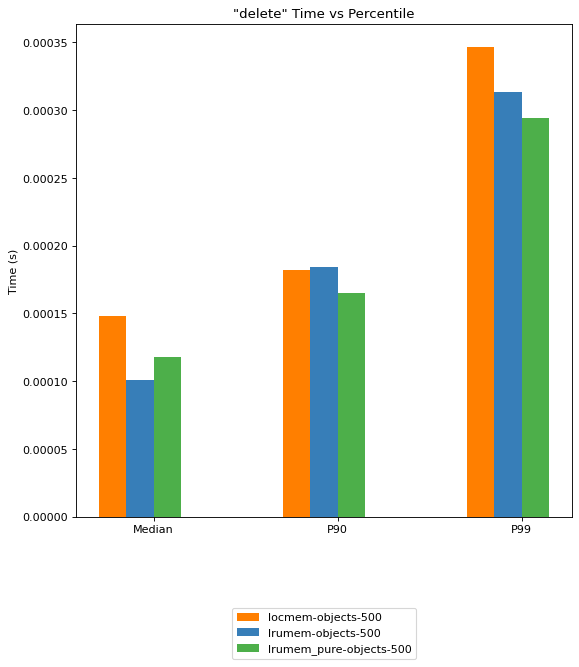 "delete" Time vs Percentile
0.00035
0.00030
0.00025
0.00020
0.00015
0.00010
0.00005
0.00000
Time (s)
Median P90 P99
locmem-objects-500
lrumem-objects-500
lrumem_pure-objects-500